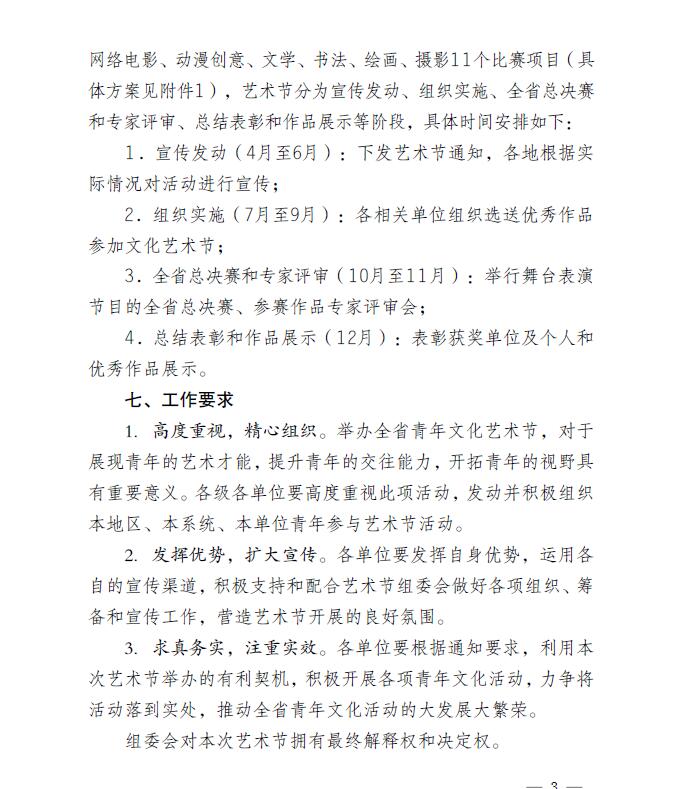 网络电影、动漫创意、文学、书法、绘画、摄影11个比赛项目（具
体方案见附件1），艺术节分为宣传发动、组织实施、全省总决赛
和专家评审、总结表彰和作品展示等阶段，具体时间安排如下：
1．宣传发动（4月至6月）：下发艺术节通知，各地根据实
际情况对活动进行宣传；
2．组织实施（7月至9月）：各相关单位组织选送优秀作品
参加文化艺术节；
3．全省总决赛和专家评审（10月至11月）：举行舞台表演
节目的全省总决赛、参赛作品专家评审会；
4．总结表彰和作品展示（12月）：表彰获奖单位及个人和
优秀作品展示。
七、工作要求
1. 高度重视，精心组织。举办全省青年文化艺术节，对于
展现青年的艺术才能，提升青年的交往能力，开拓青年的视野具
有重要意义。各级各单位要高度重视此项活动，发动并积极组织
本地区、本系统、本单位青年参与艺术节活动。
2. 发挥优势，扩大宣传。各单位要发挥自身优势，运用各
自的宣传渠道，积极支持和配合艺术节组委会做好各项组织、筹
备和宣传工作，营造艺术节开展的良好氛围。
3. 求真务实，注重实效。各单位要根据通知要求，利用本
次艺术节举办的有利契机，积极开展各项青年文化活动，力争将
活动落到实处，推动全省青年文化活动的大发展大繁荣。
组委会对本次艺术节拥有最终解释权和决定权。
— 3 —